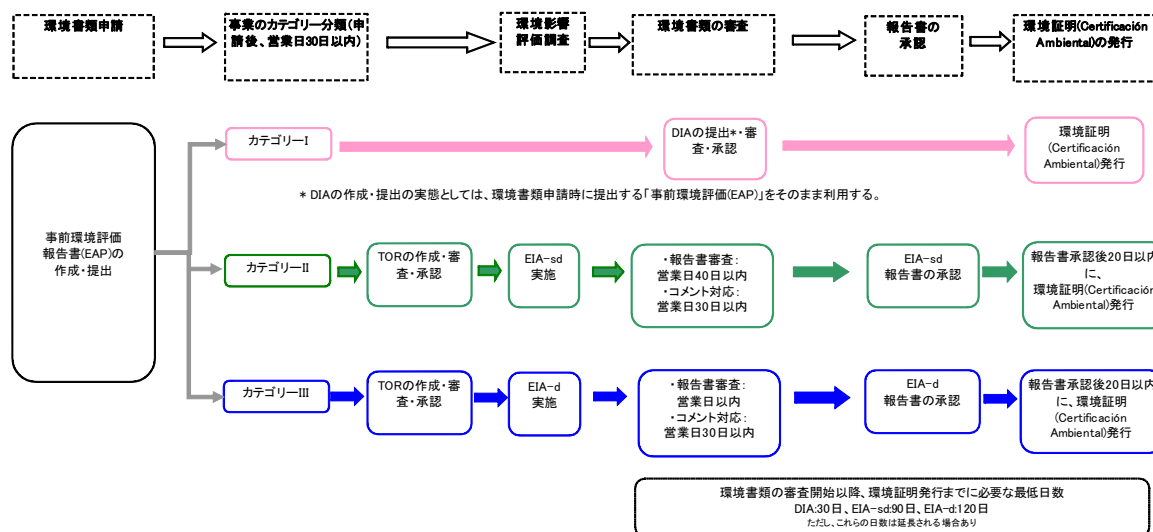 環境書類申請
事業のカテゴリー分類(申
請後、営業日30日以内)
環境影響
評価調査
環境書類の審査
報告書の
承認
環境証明(Certificación
Ambiental)の発行
事前環境評価
報告書(EAP)の
作成・提出
カテゴリーI
DIAの提出*・審
査・承認
環境証明
(Certificación
Ambiental)発行
* DIAの作成・提出の実態としては、環境書類申請時に提出する「事前環境評価(EAP)」をそのまま利用する。
カテゴリーII
TORの作成・審
査・承認
EIA-sd
実施
・報告書審査:
営業日40日以内
・コメント対応:
営業日30日以内
EIA-sd
報告書の承認
報告書承認後20日以内
に、
環境証明(Certificación
Ambiental)発行
カテゴリーIII
TORの作成・審
査・承認
EIA-d
実施
・報告書審査:
営業日以内
・コメント対応:
営業日30日以内
EIA-d
報告書の承認
報告書承認後20日以内
に、環境証明
(Certificación
Ambiental)発行
環境書類の審査開始以降、環境証明発行までに必要な最低日数
DIA:30日、EIA-sd:90日、EIA-d:120日
ただし、これらの日数は延長される場合あり